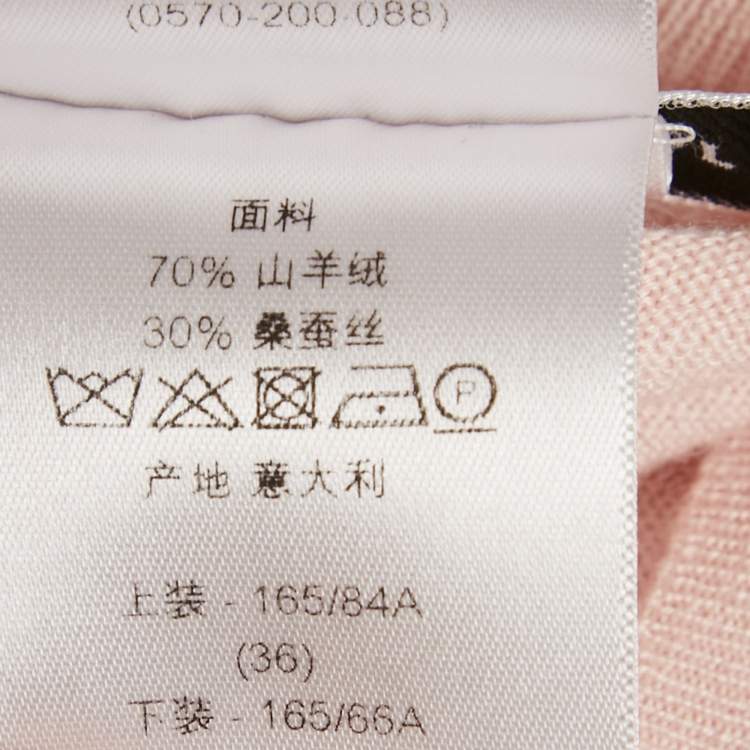 (0570-200-088)
面料
70% 山羊绒
30% 桑蚕丝
P
产地 意大利
上装 - 165/84A
(36)
下装 - 165/66A